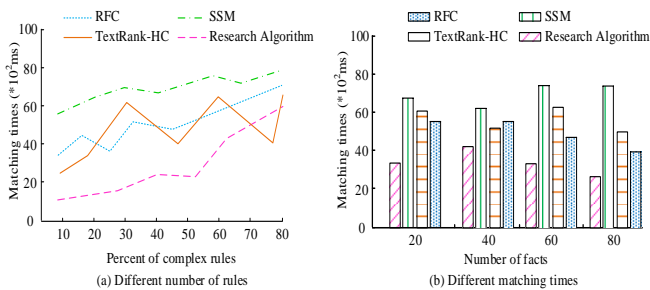 RFC
SSM
TextRank-HC
Research Algorithm
100
80
60
40
20
0
Matching times (*10²ms)
10 20 30 40 50 60 70 80
Percent of complex rules
(a) Different number of rules
RFC
SSM
TextRank-HC
Research Algorithm
100
80
60
40
20
0
Matching times (*10²ms)
20 40 60 80
Number of facts
(b) Different matching times